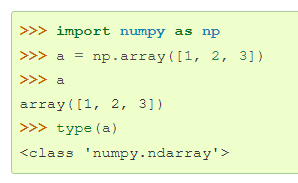 >>> import numpy as np
>>> a = np.array([1, 2, 3])
>>> a
array([1, 2, 3])
>>> type(a)
<class 'numpy.ndarray'>